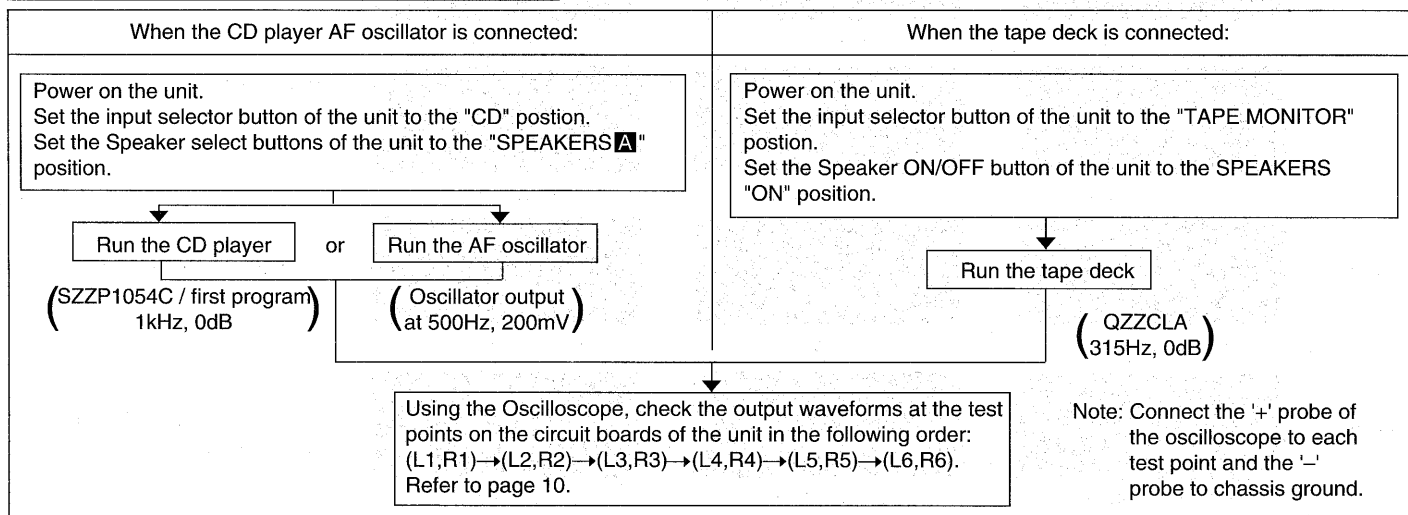 When the CD player AF oscillator is connected:
When the tape deck is connected:
Power on the unit.
Set the input selector button of the unit to the "CD" postion.
Set the Speaker select buttons of the unit to the "SPEAKERS A "
position.
Run the CD player
or
Run the AF oscillator
(SZZP1054C / first program
1kHz, 0dB)
(Oscillator output
at 500Hz, 200mV)
Power on the unit.
Set the input selector button of the unit to the "TAPE MONITOR"
postion.
Set the Speaker ON/OFF button of the unit to the SPEAKERS
"ON" position.
Run the tape deck
(QZZCLA
315Hz, 0dB)
Using the Oscilloscope, check the output waveforms at the test
points on the circuit boards of the unit in the following order:
(L1,R1)→(L2,R2)→(L3,R3)→(L4,R4)→(L5,R5)→(L6,R6).
Refer to page 10.
Note: Connect the '+' probe of
the oscilloscope to each
test point and the '–'
probe to chassis ground.